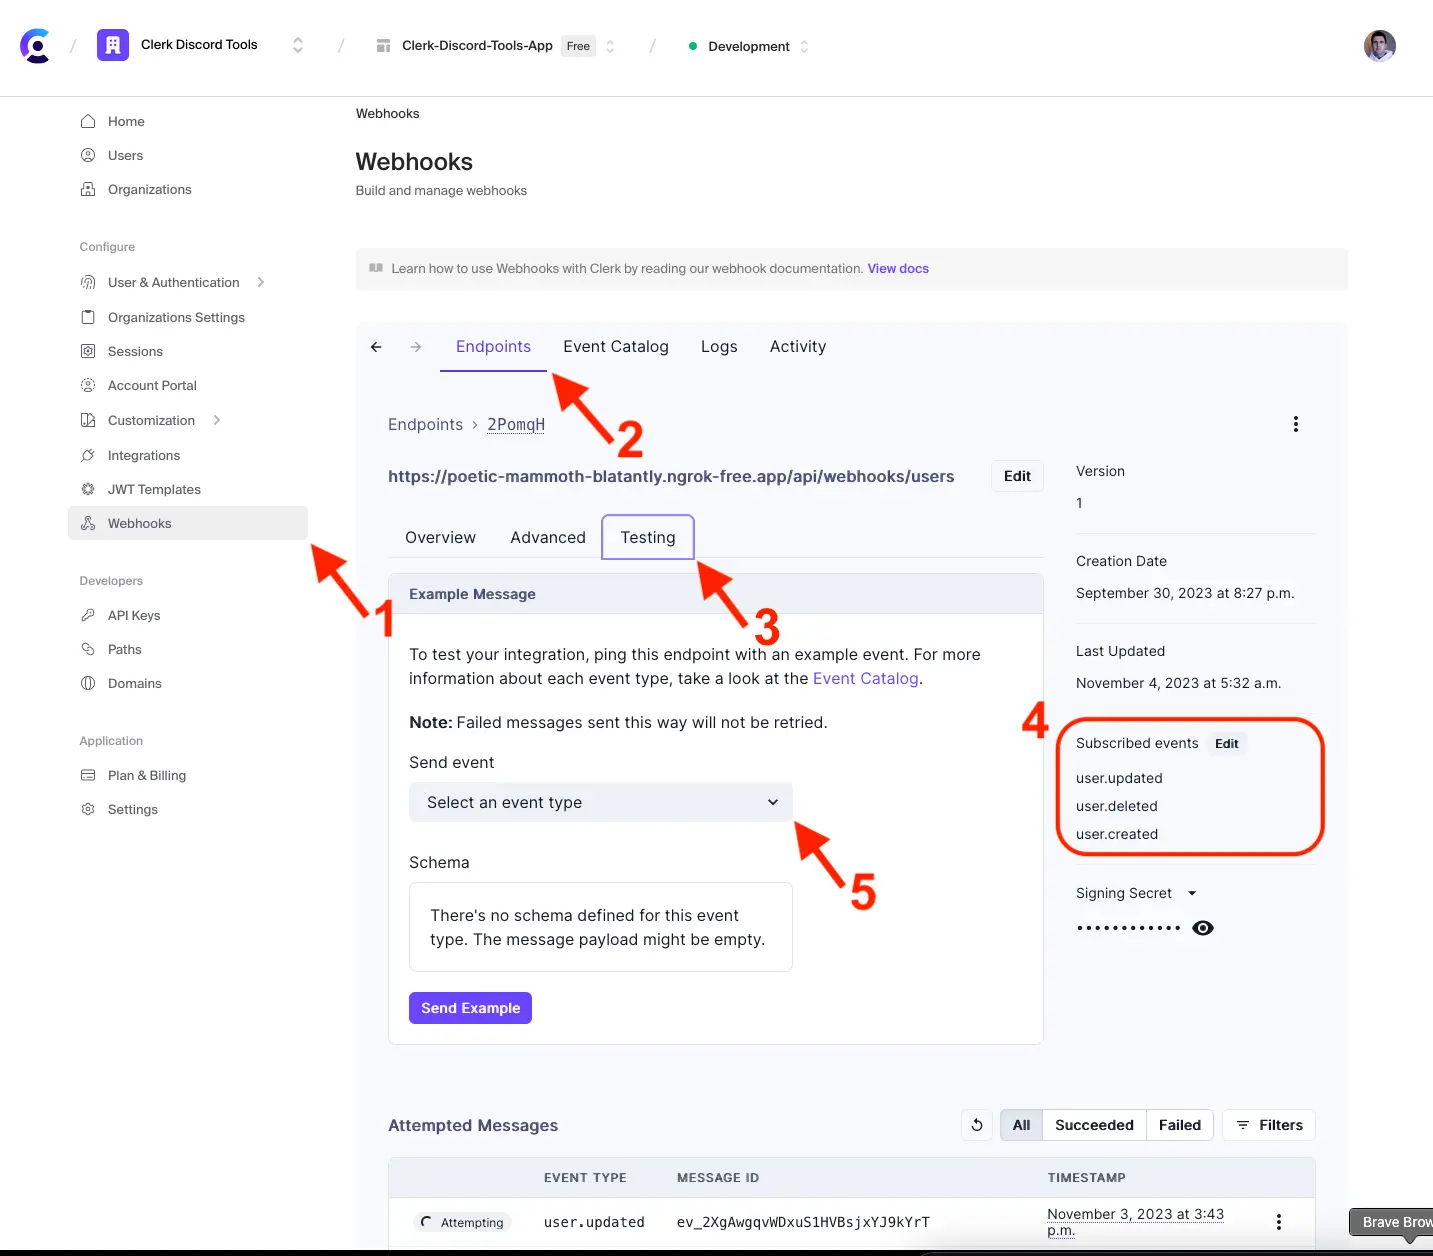 Clerk Discord Tools
Clerk-Discord-Tools-App
Free
Development
Home
Users
Organizations
Configure
User & Authentication
Organizations Settings
Sessions
Account Portal
Customization
Integrations
JWT Templates
Webhooks
Developers
API Keys
Paths
Domains
Application
Plan & Billing
Settings
Webhooks
Webhooks
Build and manage webhooks
Learn how to use Webhooks with Clerk by reading our webhook documentation. View docs
Endpoints
Event Catalog
Logs
Activity
Endpoints › 2PomqH
https://poetic-mammoth-blatantly.ngrok-free.app/api/webhooks/users
Edit
Overview
Advanced
Testing
1
2
3
Example Message
To test your integration, ping this endpoint with an example event. For more
information about each event type, take a look at the Event Catalog.
Note: Failed messages sent this way will not be retried.
Send event
Select an event type
5
Schema
There's no schema defined for this event
type. The message payload might be empty.
Send Example
Version
1
Creation Date
September 30, 2023 at 8:27 p.m.
Last Updated
November 4, 2023 at 5:32 a.m.
4
Subscribed events
Edit
user.updated
user.deleted
user.created
Signing Secret
Attempted Messages
All
Succeeded
Failed
Filters
EVENT TYPE
MESSAGE ID
TIMESTAMP
Attempting
user.updated
ev_2XgAwgqvWDxuS1HVBsjxYJ9kYrT
November 3, 2023 at 3:43
p.m.
Brave Brow